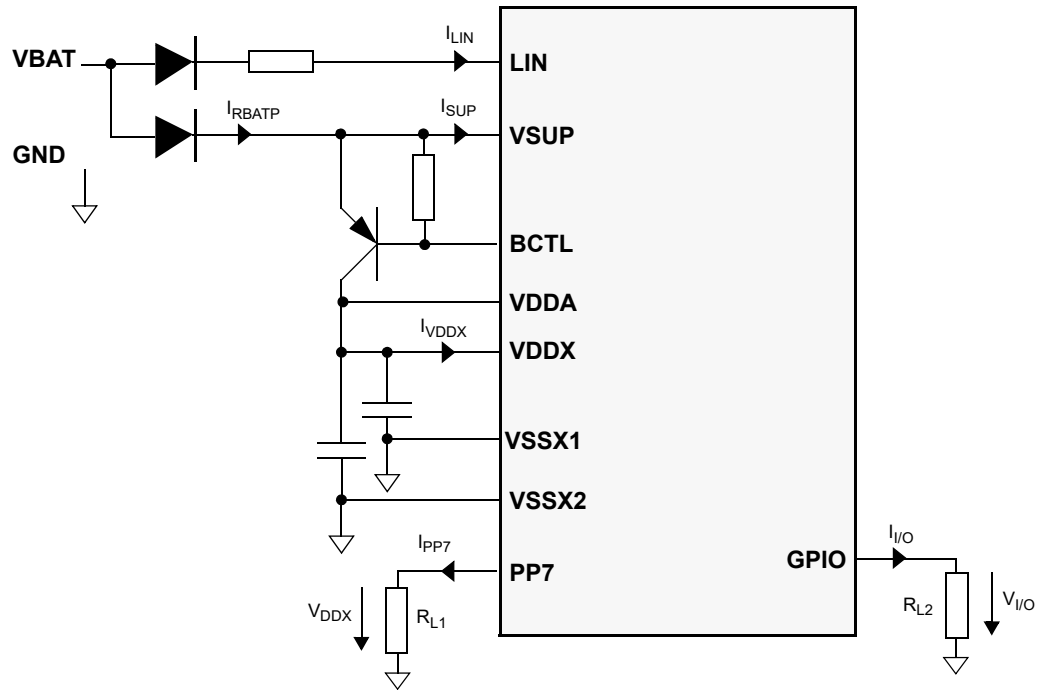 I_LIN
VBAT
LIN
I_RBATP
I_SUP
VSUP
GND
BCTL
VDDA
I_VDDX
VDDX
VSSX1
VSSX2
I_PP7
PP7
GPIO
I_I/O
V_DDX
R_L1
R_L2
V_I/O